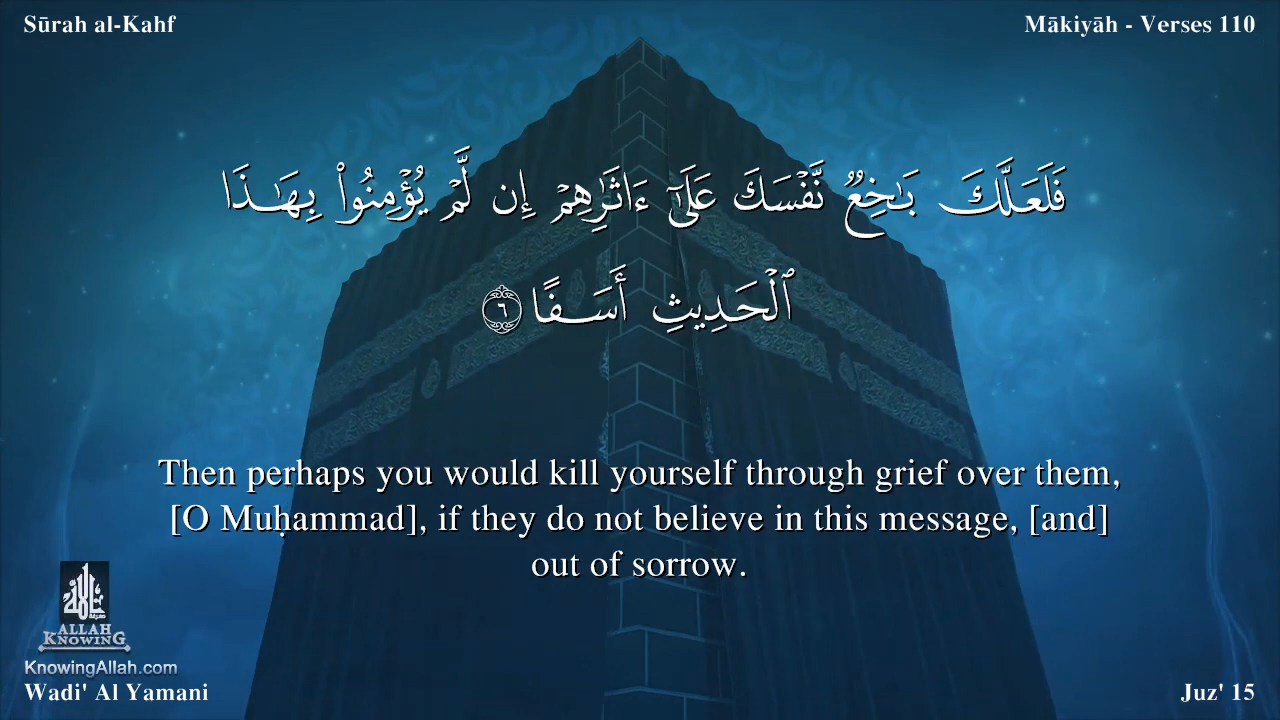 Sūrah al-Kahf
Mākiyāh - Verses 110
فَلَعَلَّكَ بَـٰخِعٌۭ نَّفْسَكَ عَلَىٰٓ ءَاثَـٰرِهِمْ إِن لَّمْ يُؤْمِنُوا۟ بِهَـٰذَا
ٱلْحَدِيثِ أَسَفًا ٦
Then perhaps you would kill yourself through grief over them,
[O Muḥammad], if they do not believe in this message, [and]
out of sorrow.
ALLAH
KNOWING
KnowingAllah.com
Wadi' Al Yamani
Juz' 15